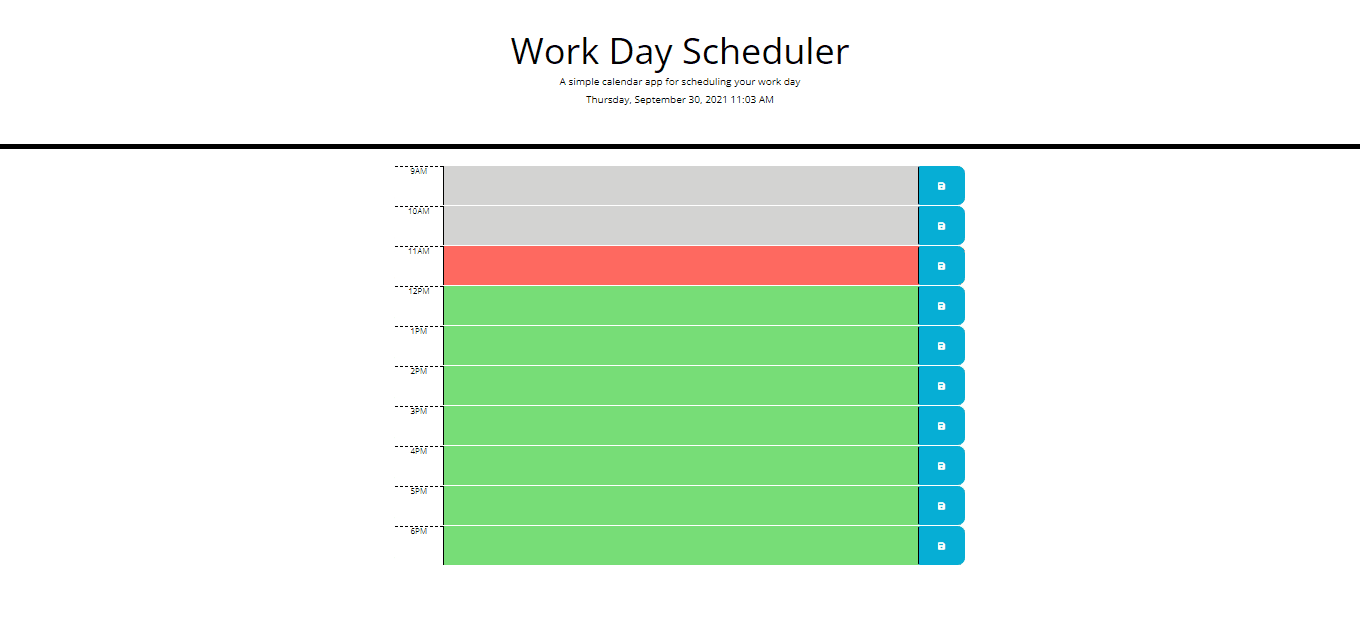 Work Day Scheduler
A simple calendar app for scheduling your work day
Thursday, September 30, 2021 11:03 AM
9AM
10AM
11AM
12PM
1PM
2PM
3PM
4PM
5PM
6PM